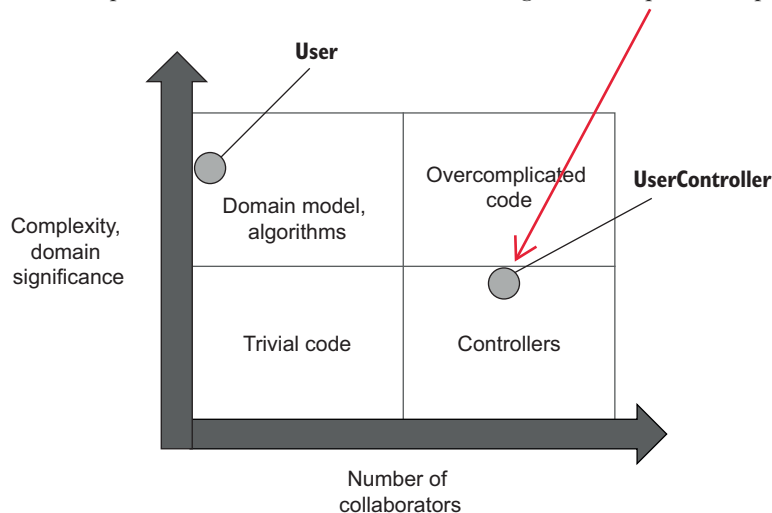 User
Overcomplicated
code
UserController
Domain model,
algorithms
Complexity,
domain
significance
Trivial code
Controllers
Number of
collaborators